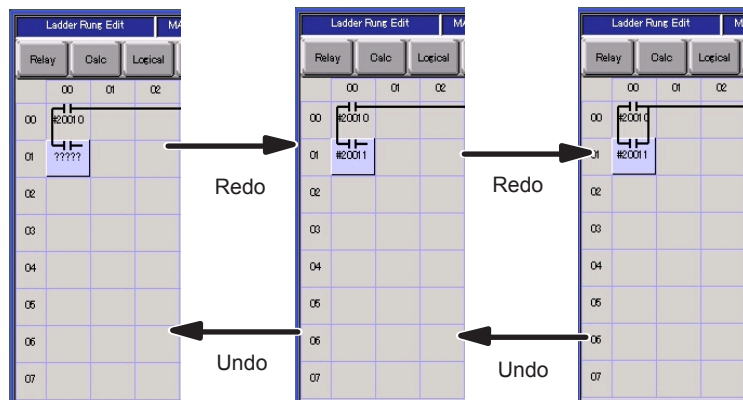 Ladder Rung Edit MA
Relay Calc Logical
00 01 02
00 #20010
01 ?????
02
03
04
05
06
07
Redo
Undo
Ladder Rung Edit M
Relay Calc Logical
00 01 02
00 #20010
01 #20011
02
03
04
05
06
07
Redo
Undo
Ladder Rung Edit M
Relay Calc Logical
00 01 02
00 #20010
01 #20011
02
03
04
05
06
07